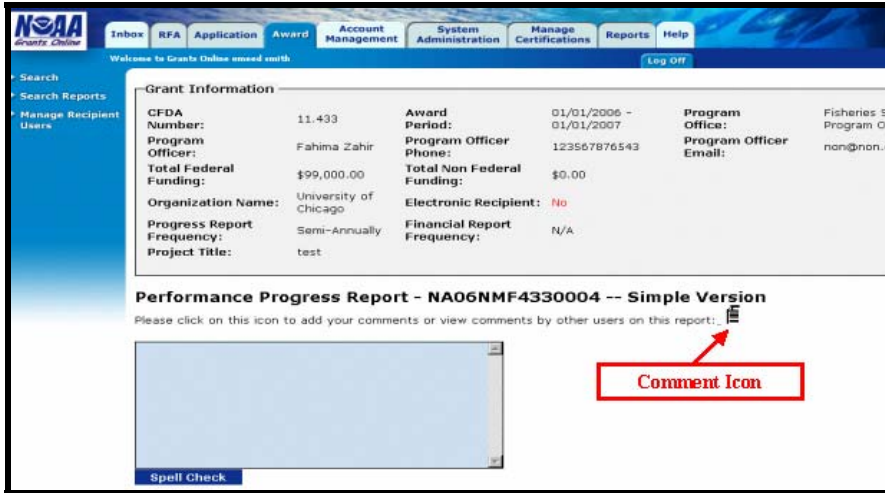 NOAA
Grants Online
Inbox RFA Application Award Account Management System Administration Manage Certifications Reports Help
Welcome to Grants Online omeed smith
Log Off
Search
Search Reports
Manage Recipient Users
Grant Information
CFDA Number: 11.433 Award Period: 01/01/2006 - 01/01/2007 Program Office: Fisheries S
Program O
Program Officer: Fahima Zahir Program Officer Phone: 123567876543 Program Officer Email: non@non.
Total Federal Funding: $99,000.00 Total Non Federal Funding: $0.00
Organization Name: University of Chicago Electronic Recipient: No
Progress Report Frequency: Semi-Annually Financial Report Frequency: N/A
Project Title: test
Performance Progress Report - NA06NMF4330004 -- Simple Version
Please click on this icon to add your comments or view comments by other users on this report:
Comment Icon
Spell Check